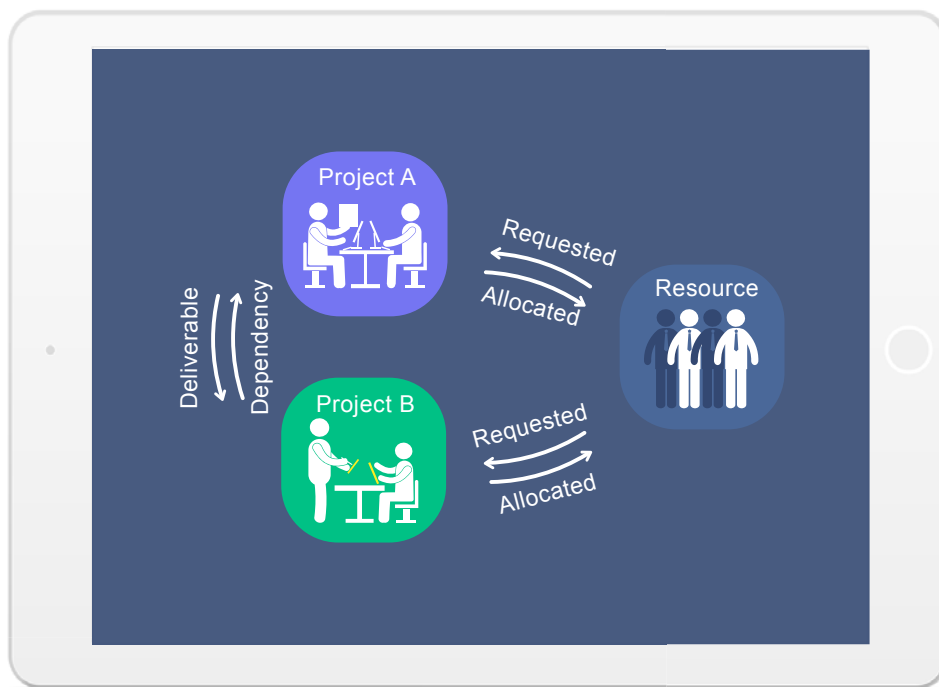 Project A
Requested
Allocated
Resource
Deliverable
Dependency
Project B
Requested
Allocated